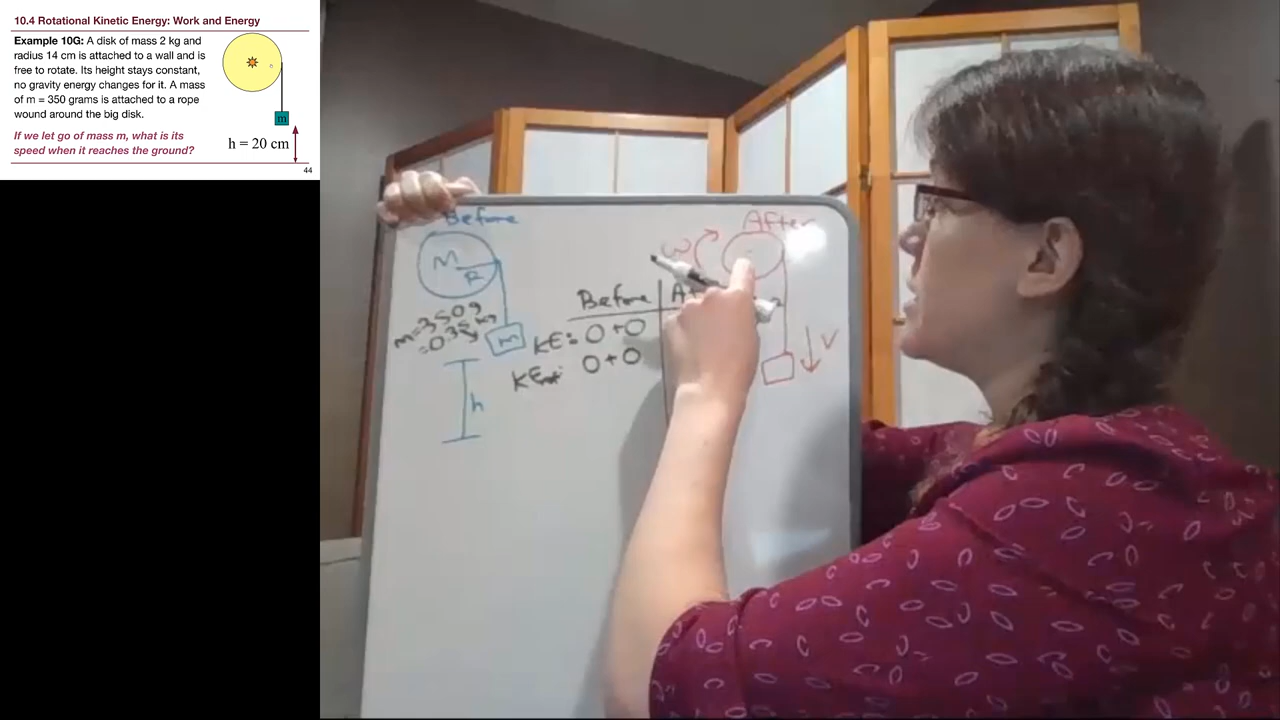 10.4 Rotational Kinetic Energy: Work and Energy
Example 10G: A disk of mass 2 kg and
radius 14 cm is attached to a wall and is
free to rotate. Its height stays constant,
no gravity energy changes for it. A mass
of m = 350 grams is attached to a rope
wound around the big disk.
If we let go of mass m, what is its
speed when it reaches the ground?
m
h = 20 cm
44
Before
M
R
m=350g
=0.35kg
m
h
Before
KE: 0+0
KErot: 0+0
After
ω
v